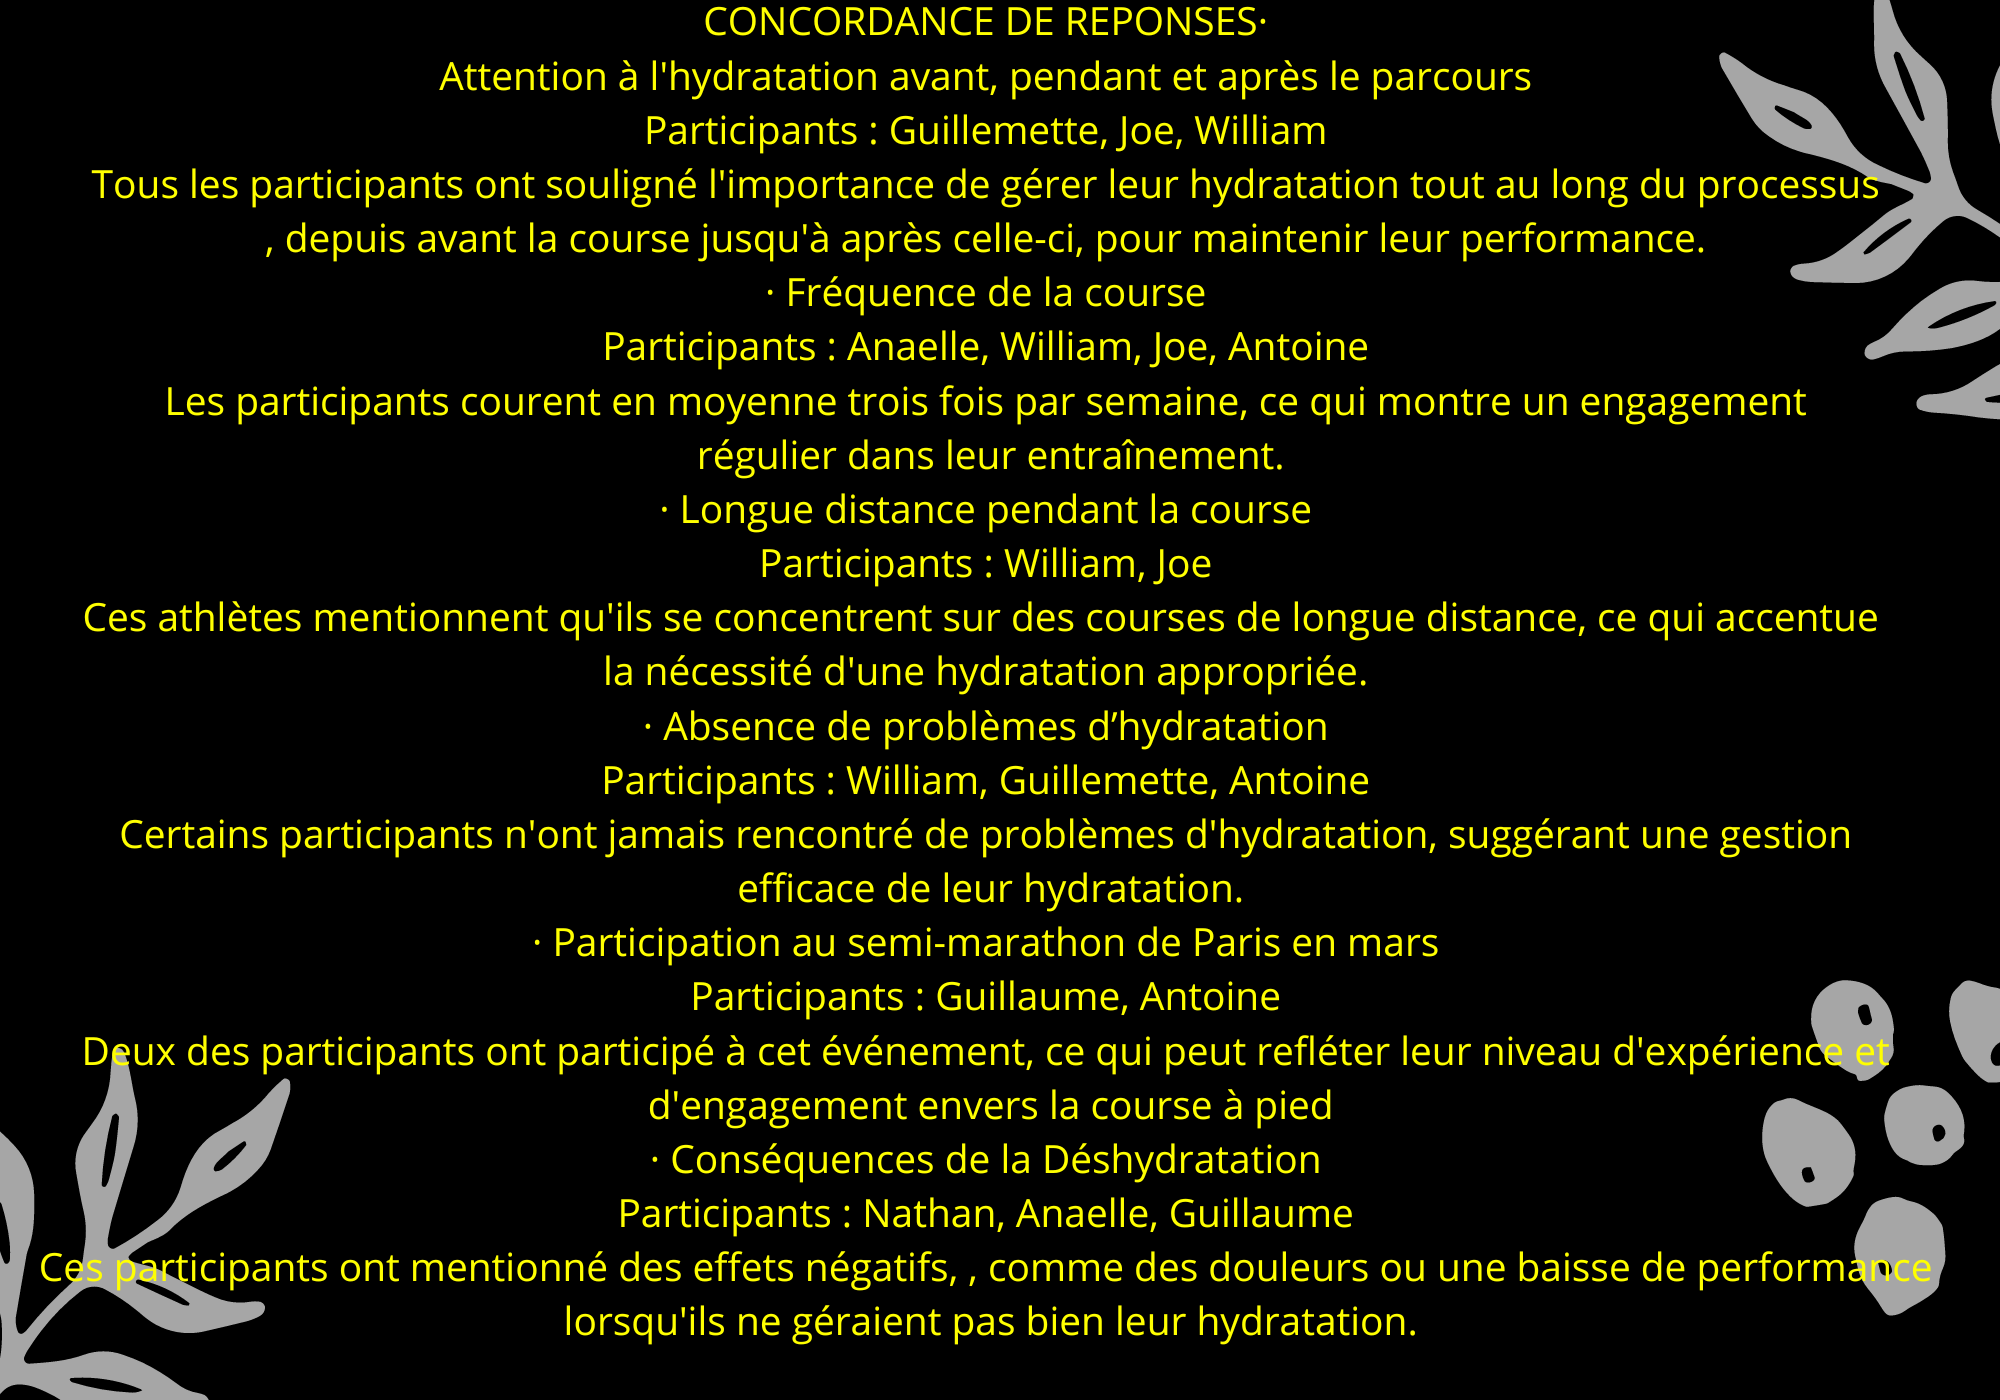 CONCORDANCE DE REPONSES·
Attention à l'hydratation avant, pendant et après le parcours
Participants : Guillemette, Joe, William
Tous les participants ont souligné l'importance de gérer leur hydratation tout au long du processus
, depuis avant la course jusqu'à après celle-ci, pour maintenir leur performance.
· Fréquence de la course
Participants : Anaelle, William, Joe, Antoine
Les participants courent en moyenne trois fois par semaine, ce qui montre un engagement
régulier dans leur entraînement.
· Longue distance pendant la course
Participants : William, Joe
Ces athlètes mentionnent qu'ils se concentrent sur des courses de longue distance, ce qui accentue
la nécessité d'une hydratation appropriée.
· Absence de problèmes d’hydratation
Participants : William, Guillemette, Antoine
Certains participants n'ont jamais rencontré de problèmes d'hydratation, suggérant une gestion
efficace de leur hydratation.
· Participation au semi-marathon de Paris en mars
Participants : Guillaume, Antoine
Deux des participants ont participé à cet événement, ce qui peut refléter leur niveau d'expérience et
d'engagement envers la course à pied
· Conséquences de la Déshydratation
Participants : Nathan, Anaelle, Guillaume
Ces participants ont mentionné des effets négatifs, , comme des douleurs ou une baisse de performance
lorsqu'ils ne géraient pas bien leur hydratation.